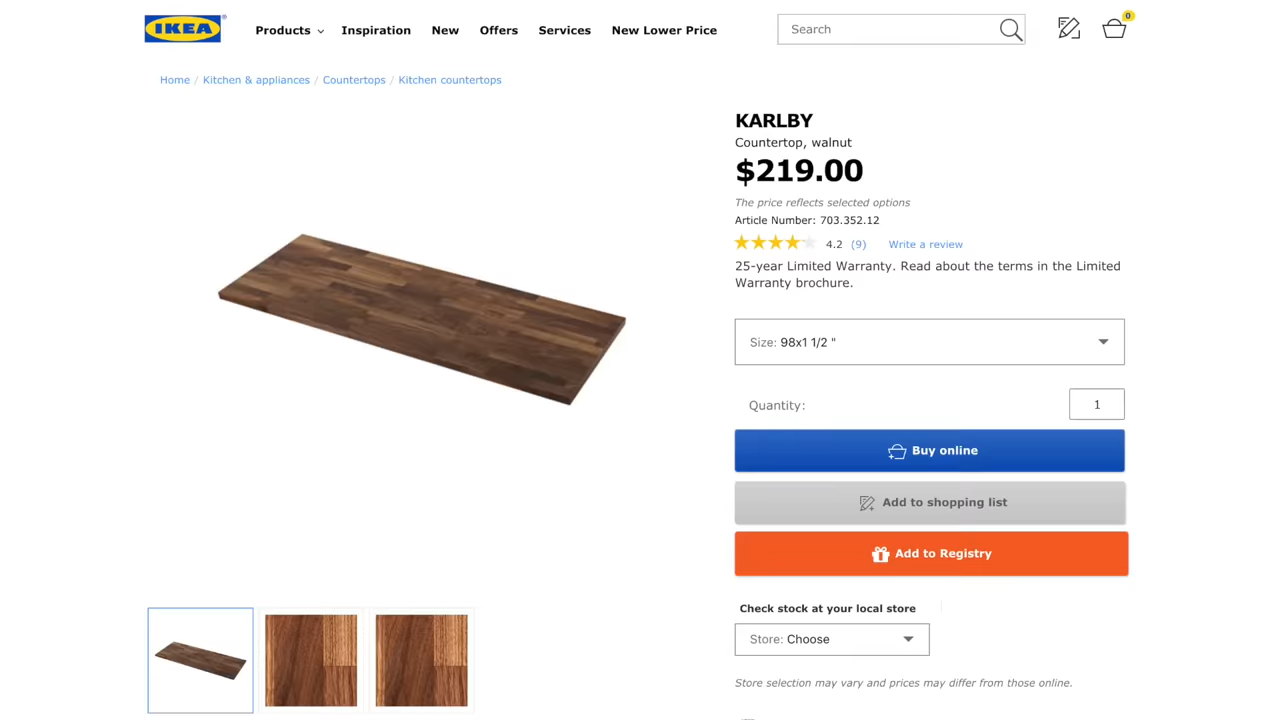 IKEA
Products
Inspiration
New
Offers
Services
New Lower Price
Search
0
Home / Kitchen & appliances / Countertops / Kitchen countertops
KARLBY
Countertop, walnut
$219.00
The price reflects selected options
Article Number: 703.352.12
4.2 (9) Write a review
25-year Limited Warranty. Read about the terms in the Limited
Warranty brochure.
Size: 98x1 1/2 "
Quantity: 1
Buy online
Add to shopping list
Add to Registry
Check stock at your local store
Store: Choose
Store selection may vary and prices may differ from those online.